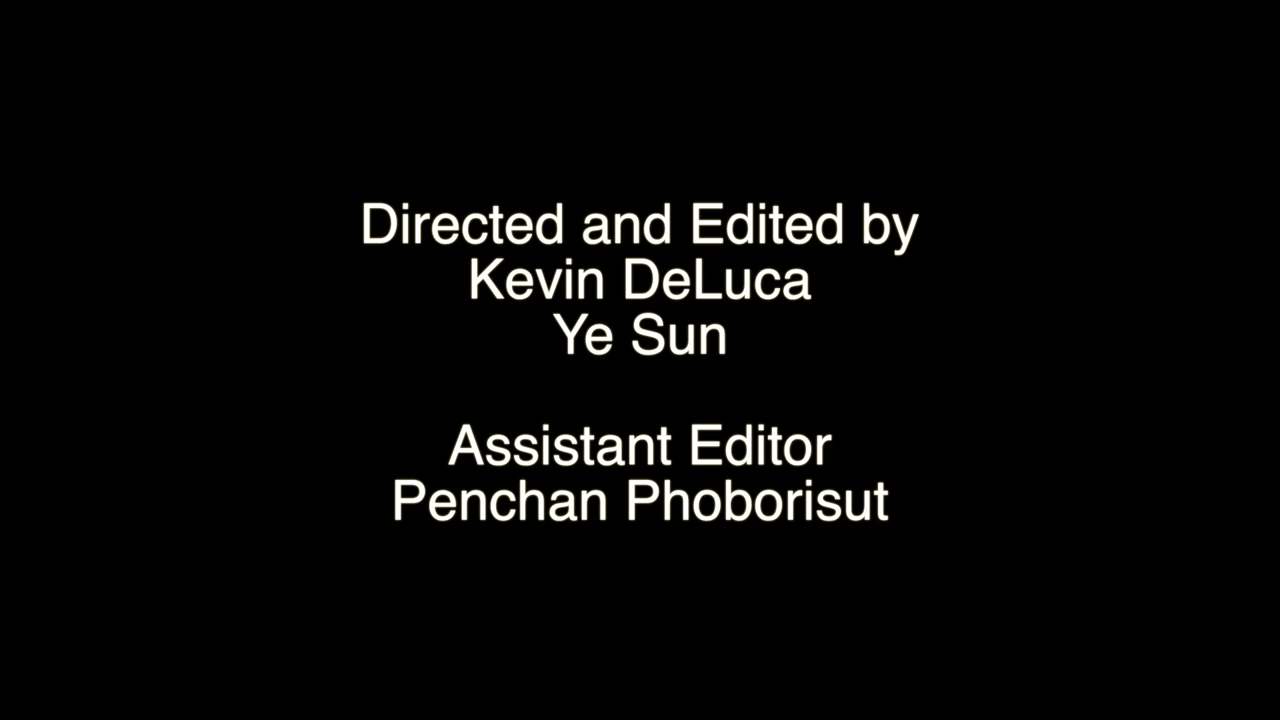 Directed and Edited by
Kevin DeLuca
Ye Sun
Assistant Editor
Penchan Phoborisut